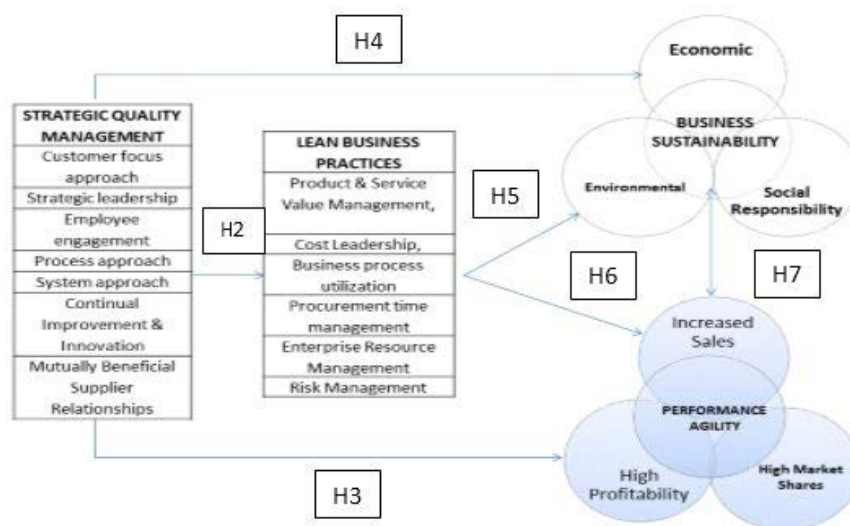 H4
STRATEGIC QUALITY
MANAGEMENT
Customer focus
approach
Strategic leadership
Employee
engagement
Process approach
System approach
Continual
Improvement &
Innovation
Mutually Beneficial
Supplier
Relationships
H2
LEAN BUSINESS
PRACTICES
Product & Service
Value Management,
Cost Leadership,
Business process
utilization
Procurement time
management
Enterprise Resource
Management
Risk Management
H5
H6
H7
H3
Economic
BUSINESS
SUSTAINABILITY
Environmental
Social
Responsibility
Increased
Sales
PERFORMANCE
AGILITY
High
Profitability
High Market
Shares